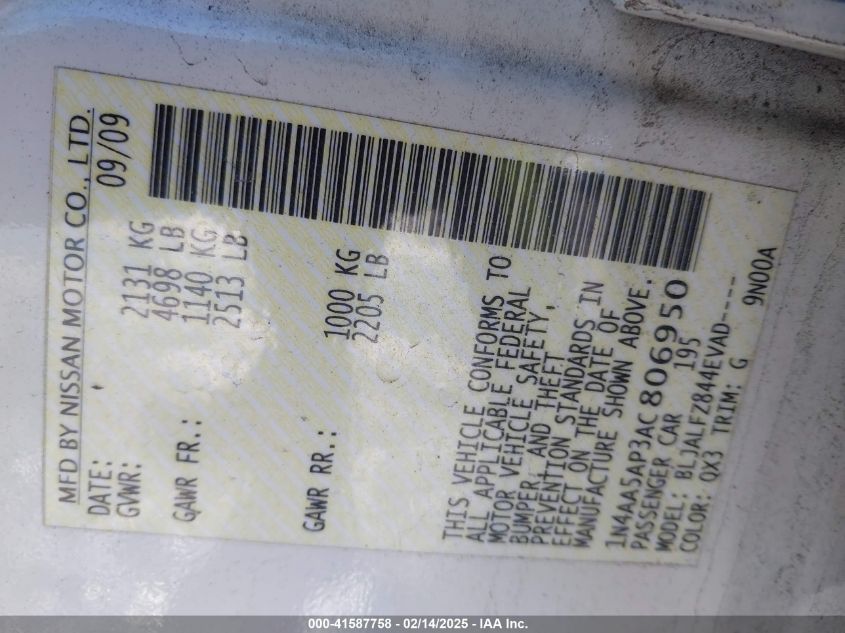 MFD BY NISSAN MOTOR CO., LTD.
DATE: 09/09
GVWR: 2131 KG
4698 LB
GAWR FR.: 1140 KG
2513 LB
GAWR RR.: 1000 KG
2205 LB
THIS VEHICLE CONFORMS TO
ALL APPLICABLE FEDERAL
MOTOR VEHICLE SAFETY,
BUMPER, AND THEFT
PREVENTION STANDARDS IN
EFFECT ON THE DATE OF
MANUFACTURE SHOWN ABOVE.
1N4AA5AP3AC806950
PASSENGER CAR 195
MODEL: BLJALFZ844EVAD----
COLOR: QX3 TRIM: G 9N00A
000-41587758 - 02/14/2025 - IAA Inc.